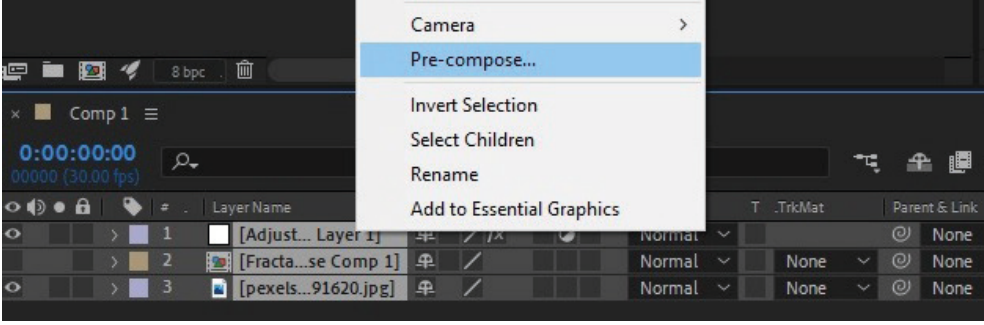 Camera
Pre-compose...
8 bpc
Invert Selection
Comp 1
Select Children
0:00:00:00
00000 (30.00 fps)
Rename
# . Layer Name
Add to Essential Graphics
T .TrkMat Parent & Link
1 [Adjust... Layer 1] fx Normal None
2 [Fracta...se Comp 1] Normal None None
3 [pexels...91620.jpg] Normal None None